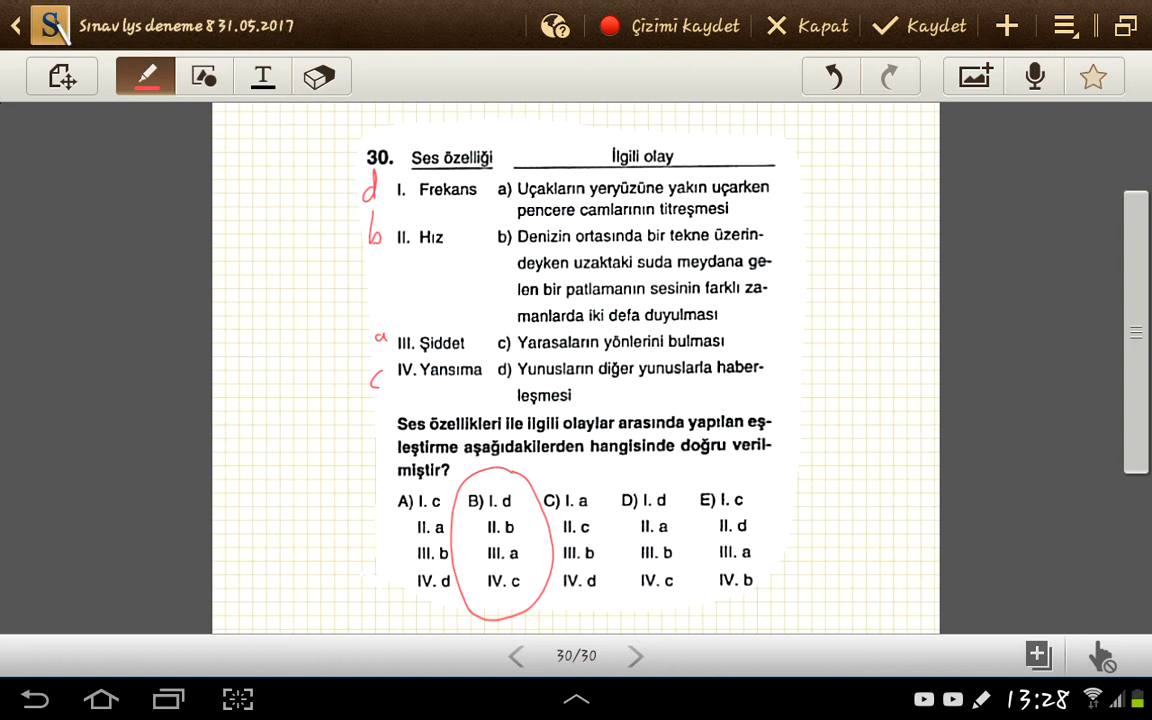 Sınav lys deneme 8 31.05.2017
Çizimi kaydet
Kapat
Kaydet
T
30. Ses özelliği İlgili olay
d I. Frekans a) Uçakların yeryüzüne yakın uçarken
pencere camlarının titreşmesi
b II. Hız b) Denizin ortasında bir tekne üzerin-
deyken uzaktaki suda meydana ge-
len bir patlamanın sesinin farklı za-
manlarda iki defa duyulması
a III. Şiddet c) Yarasaların yönlerini bulması
c IV. Yansıma d) Yunusların diğer yunuslarla haber-
leşmesi
Ses özellikleri ile ilgili olaylar arasında yapılan eş-
leştirme aşağıdakilerden hangisinde doğru veril-
miştir?
A) I. c B) I. d C) I. a D) I. d E) I. c
II. a II. b II. c II. a II. d
III. b III. a III. b III. b III. a
IV. d IV. c IV. d IV. c IV. b
30/30
13:28